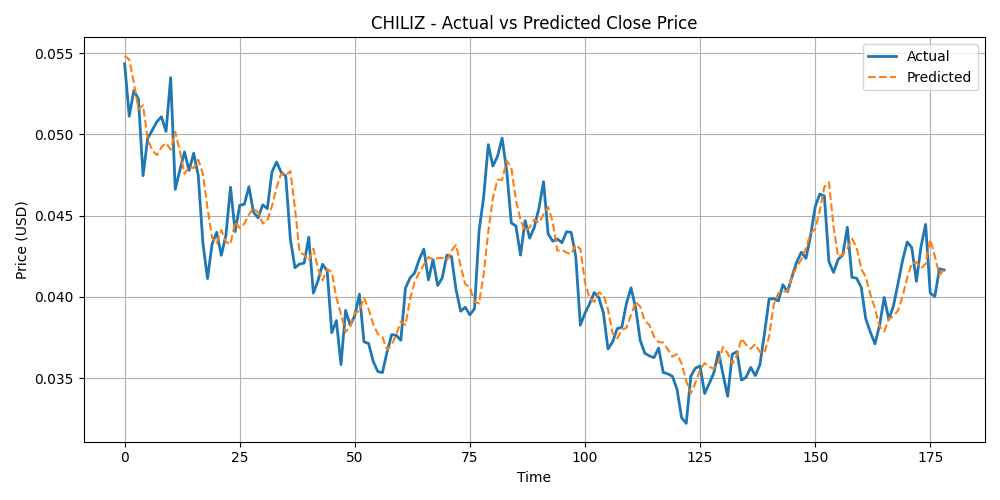 CHILIZ - Actual vs Predicted Close Price
Actual
Predicted
Price (USD)
0.055
0.050
0.045
0.040
0.035
0 25 50 75 100 125 150 175
Time